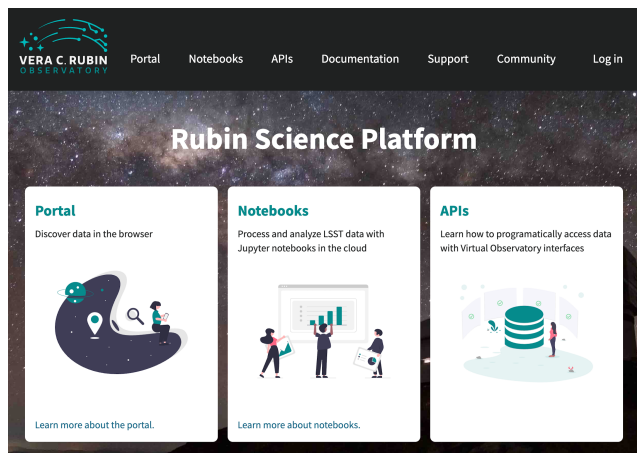 VERA C. RUBIN
OBSERVATORY
Portal Notebooks APIs Documentation Support Community Log in
Rubin Science Platform
Portal
Discover data in the browser
Learn more about the portal.
Notebooks
Process and analyze LSST data with
Jupyter notebooks in the cloud
Learn more about notebooks.
APIs
Learn how to programatically access data
with Virtual Observatory interfaces